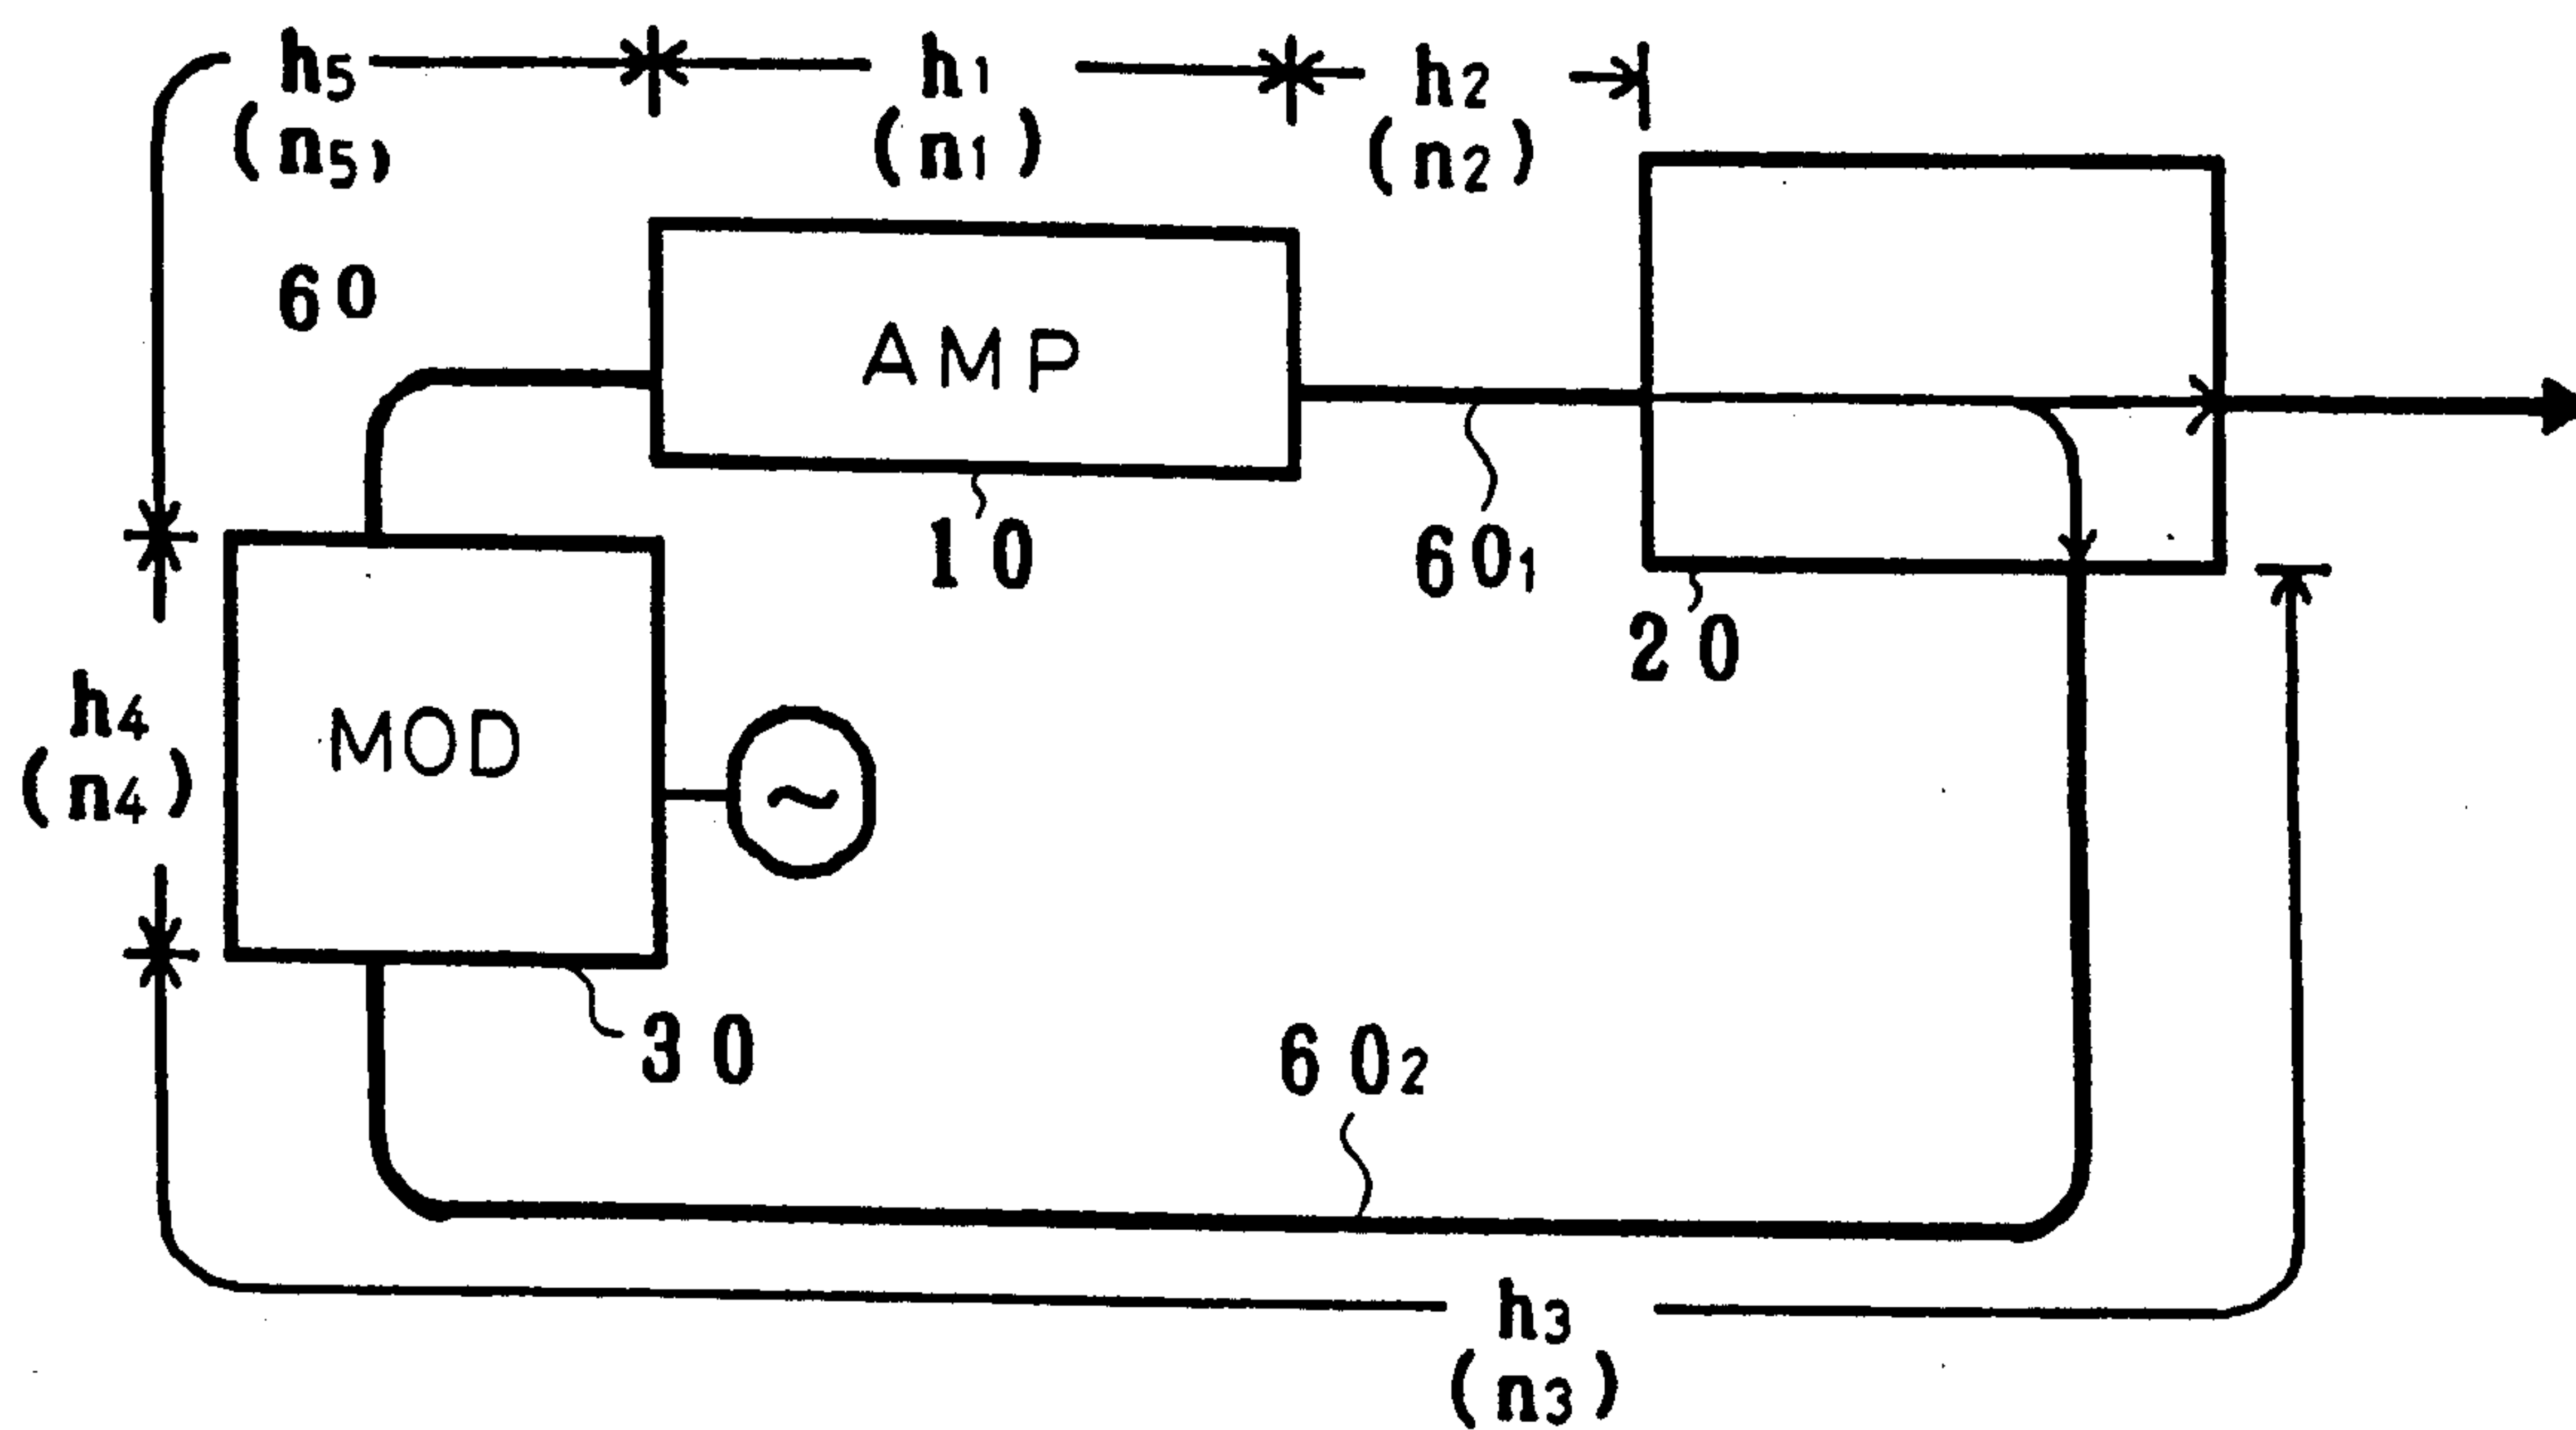 h5 h1 h2
(n5) (n1) (n2)
60
AMP
10
601
20
h4
(n4)
MOD
~
30
602
h3
(n3)